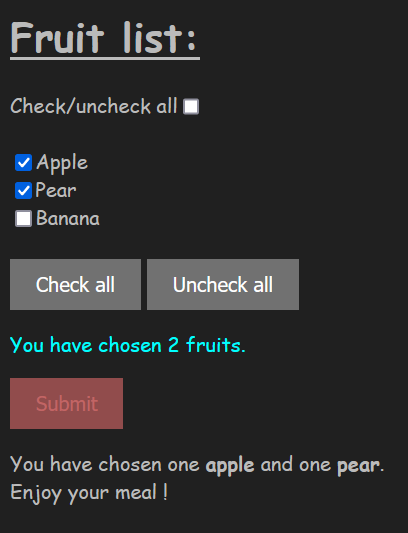 Fruit list:
Check/uncheck all
Apple
Pear
Banana
Check all Uncheck all
You have chosen 2 fruits.
Submit
You have chosen one apple and one pear.
Enjoy your meal !